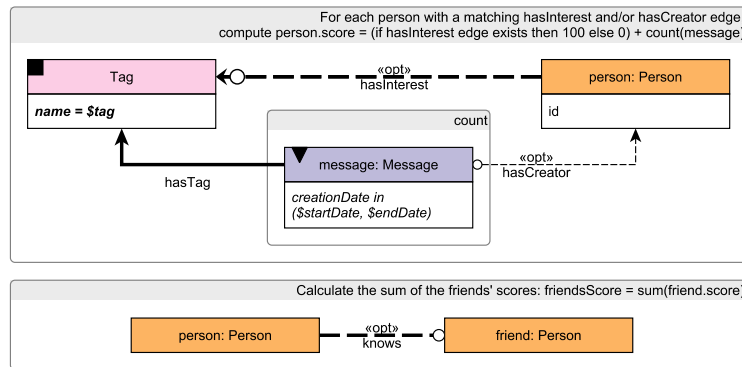 For each person with a matching hasInterest and/or hasCreator edge
compute person.score = (if hasInterest edge exists then 100 else 0) + count(message)
Tag
name = $tag
«opt»
hasInterest
person: Person
id
count
message: Message
creationDate in
($startDate, $endDate)
hasTag
«opt»
hasCreator
Calculate the sum of the friends' scores: friendsScore = sum(friend.score)
person: Person
«opt»
knows
friend: Person